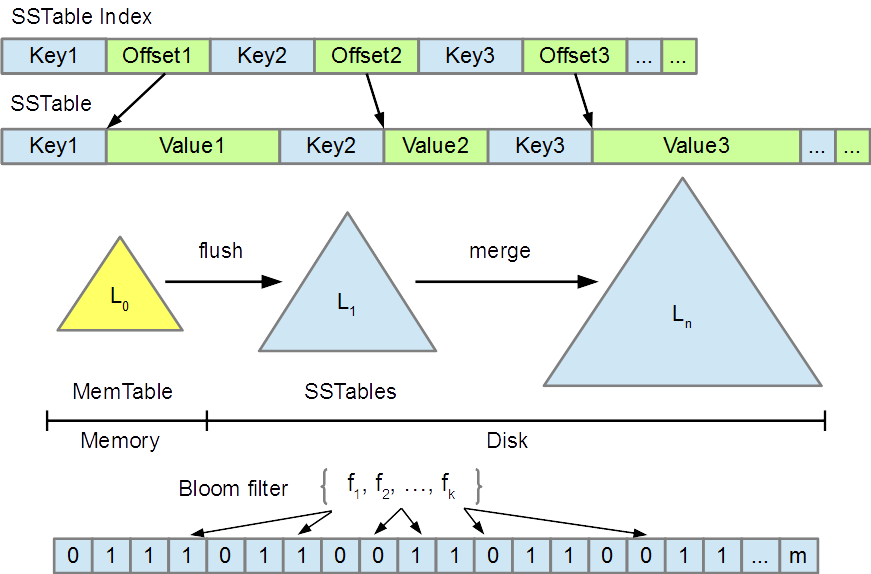 SSTable Index
Key1 Offset1 Key2 Offset2 Key3 Offset3 ... ...
SSTable
Key1 Value1 Key2 Value2 Key3 Value3 ... ...
flush merge
L0 L1 Ln
MemTable SSTables
Memory Disk
Bloom filter { f1, f2, …, fk }
0 1 1 1 0 1 1 0 0 1 1 0 1 1 0 0 1 1 ... m